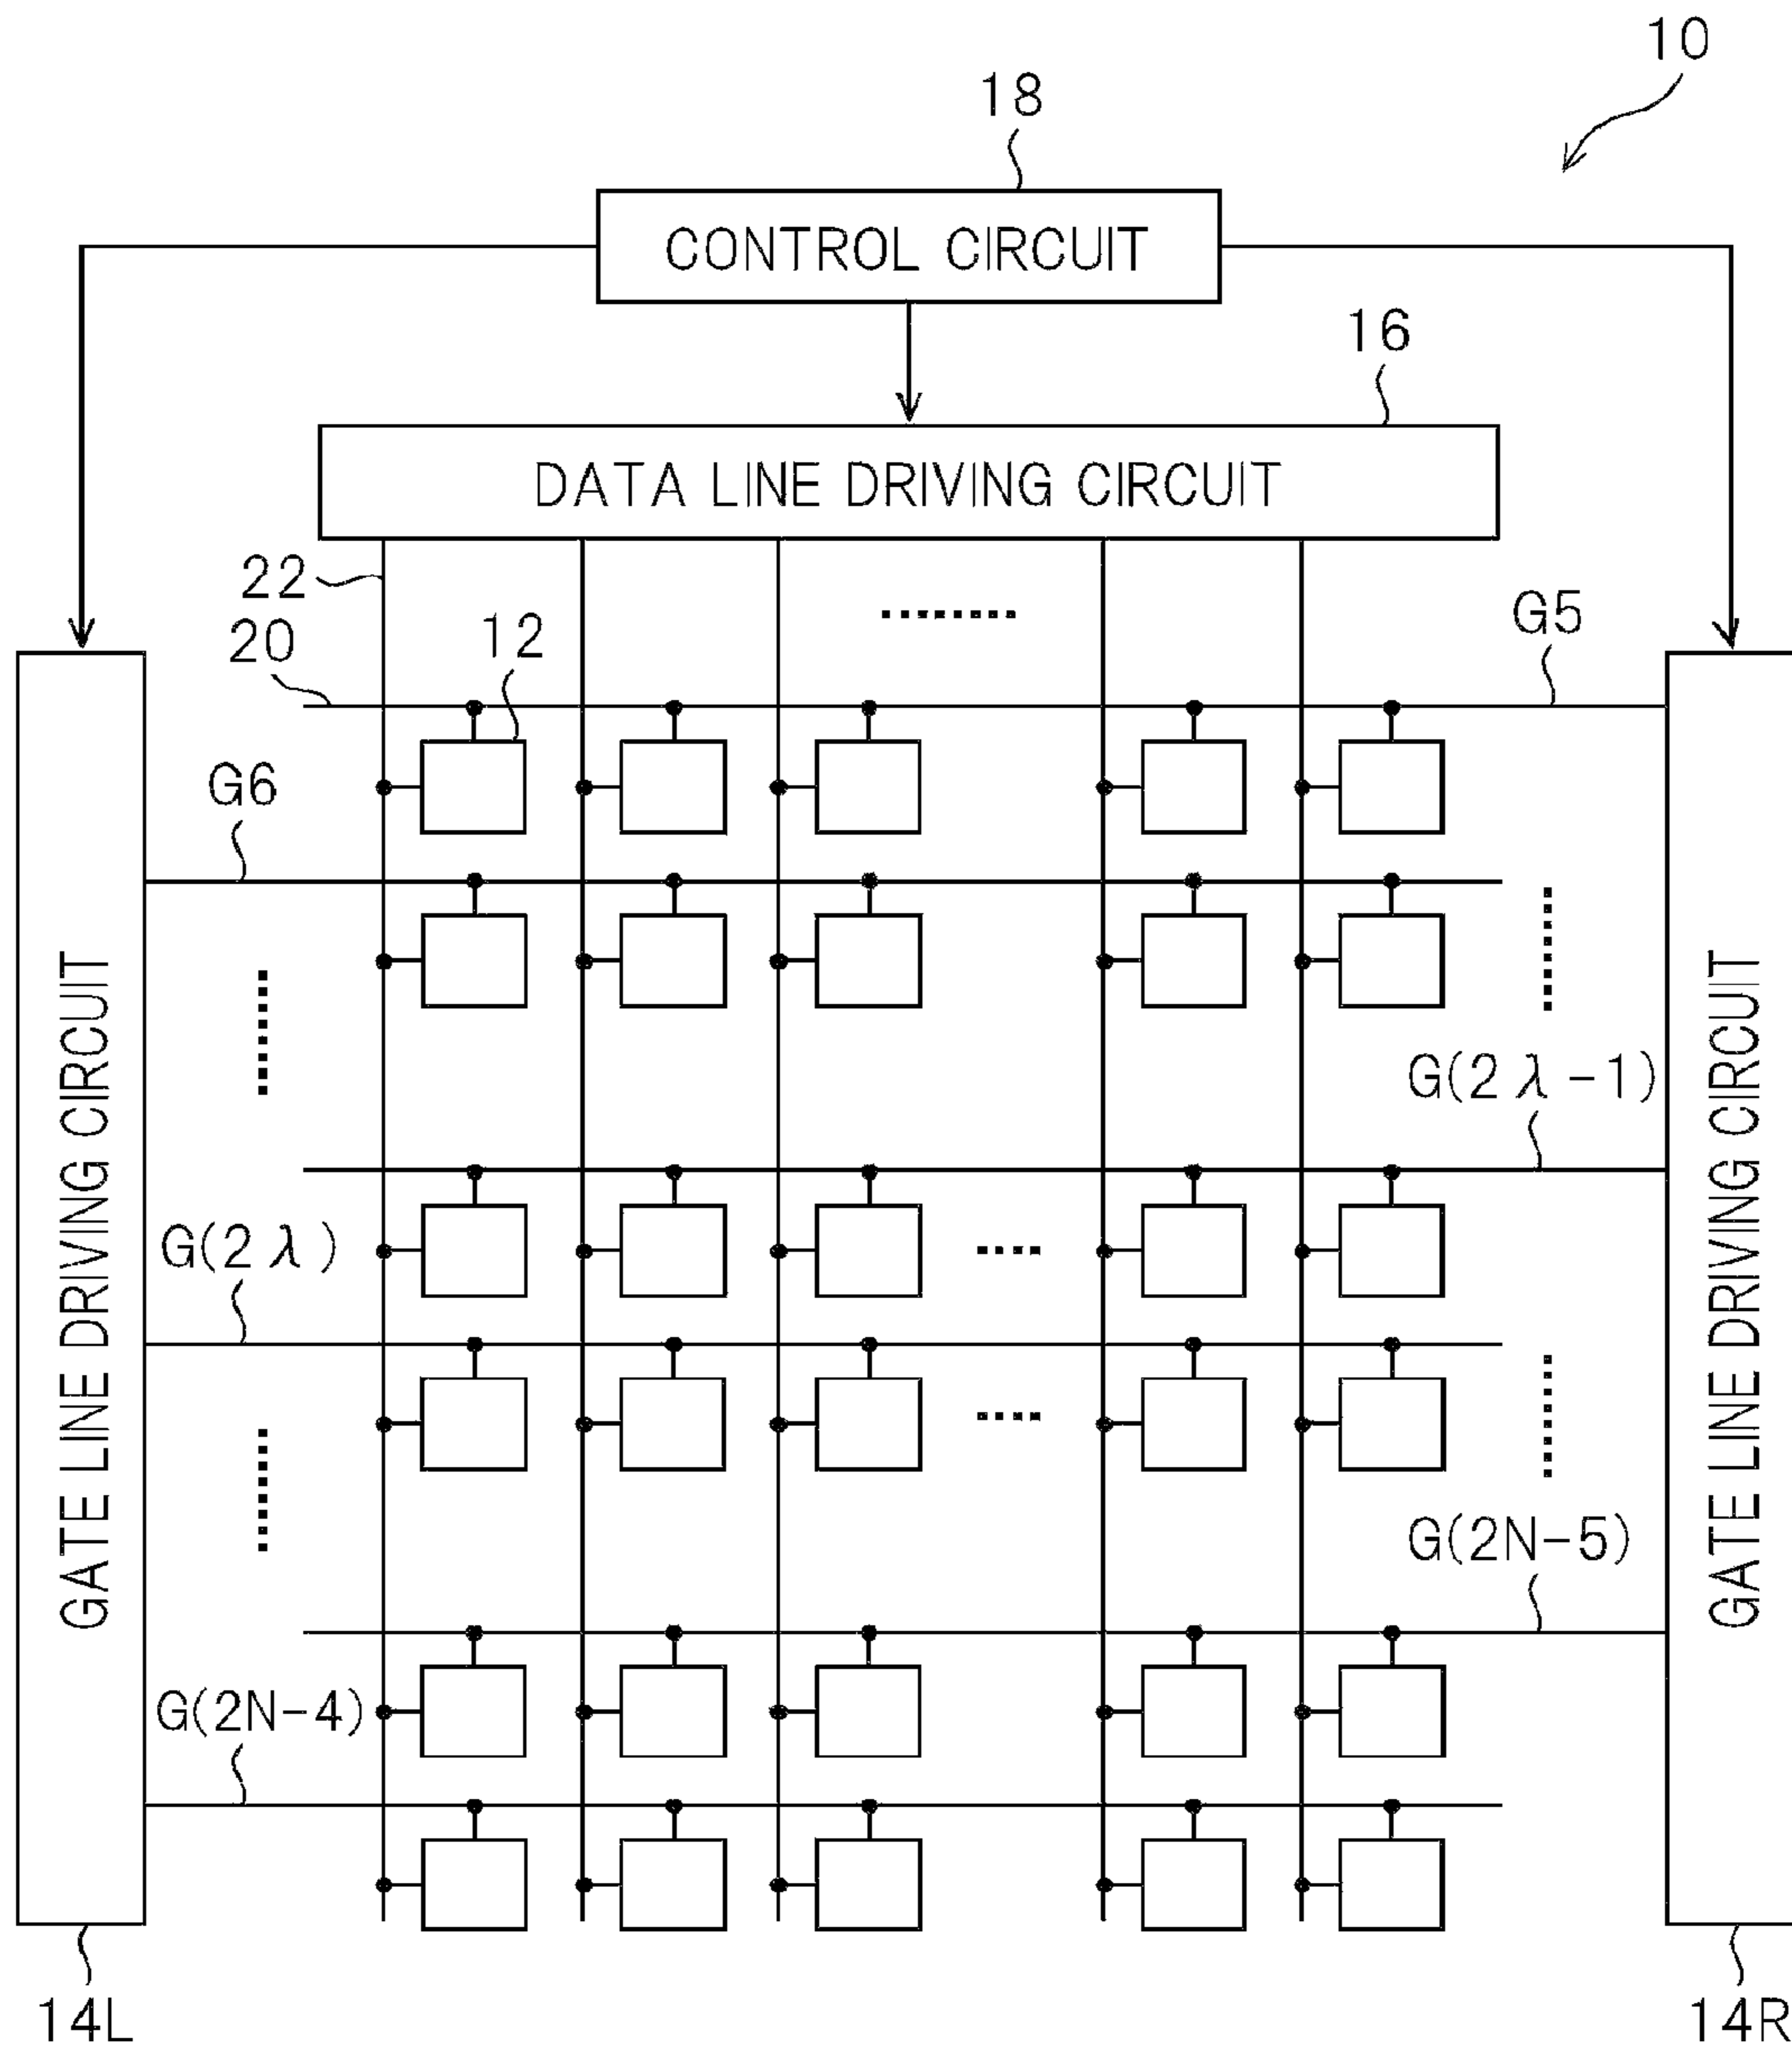 10
18
CONTROL CIRCUIT
16
DATA LINE DRIVING CIRCUIT
22
20
12
G5
G6
GATE LINE DRIVING CIRCUIT
GATE LINE DRIVING CIRCUIT
G(2λ-1)
G(2λ)
G(2N-5)
G(2N-4)
14L
14R